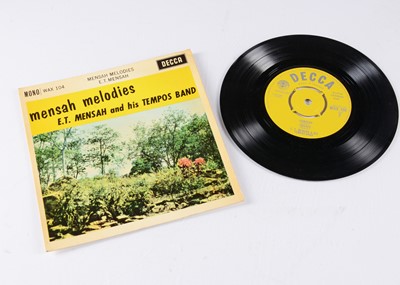 MONO WAX 104
MENSAH MELODIES
E.T. MENSAH
DECCA
mensah melodies
E.T. MENSAH and his TEMPOS BAND
DECCA